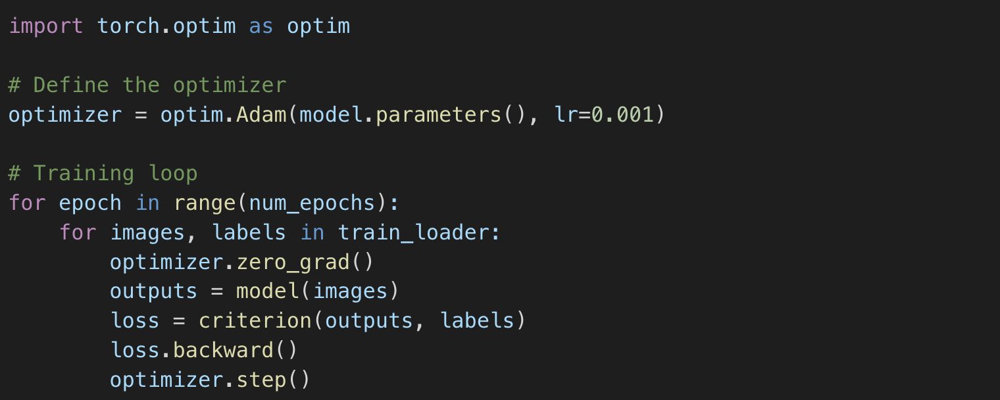 import torch.optim as optim
# Define the optimizer
optimizer = optim.Adam(model.parameters(), lr=0.001)
# Training loop
for epoch in range(num_epochs):
    for images, labels in train_loader:
        optimizer.zero_grad()
        outputs = model(images)
        loss = criterion(outputs, labels)
        loss.backward()
        optimizer.step()